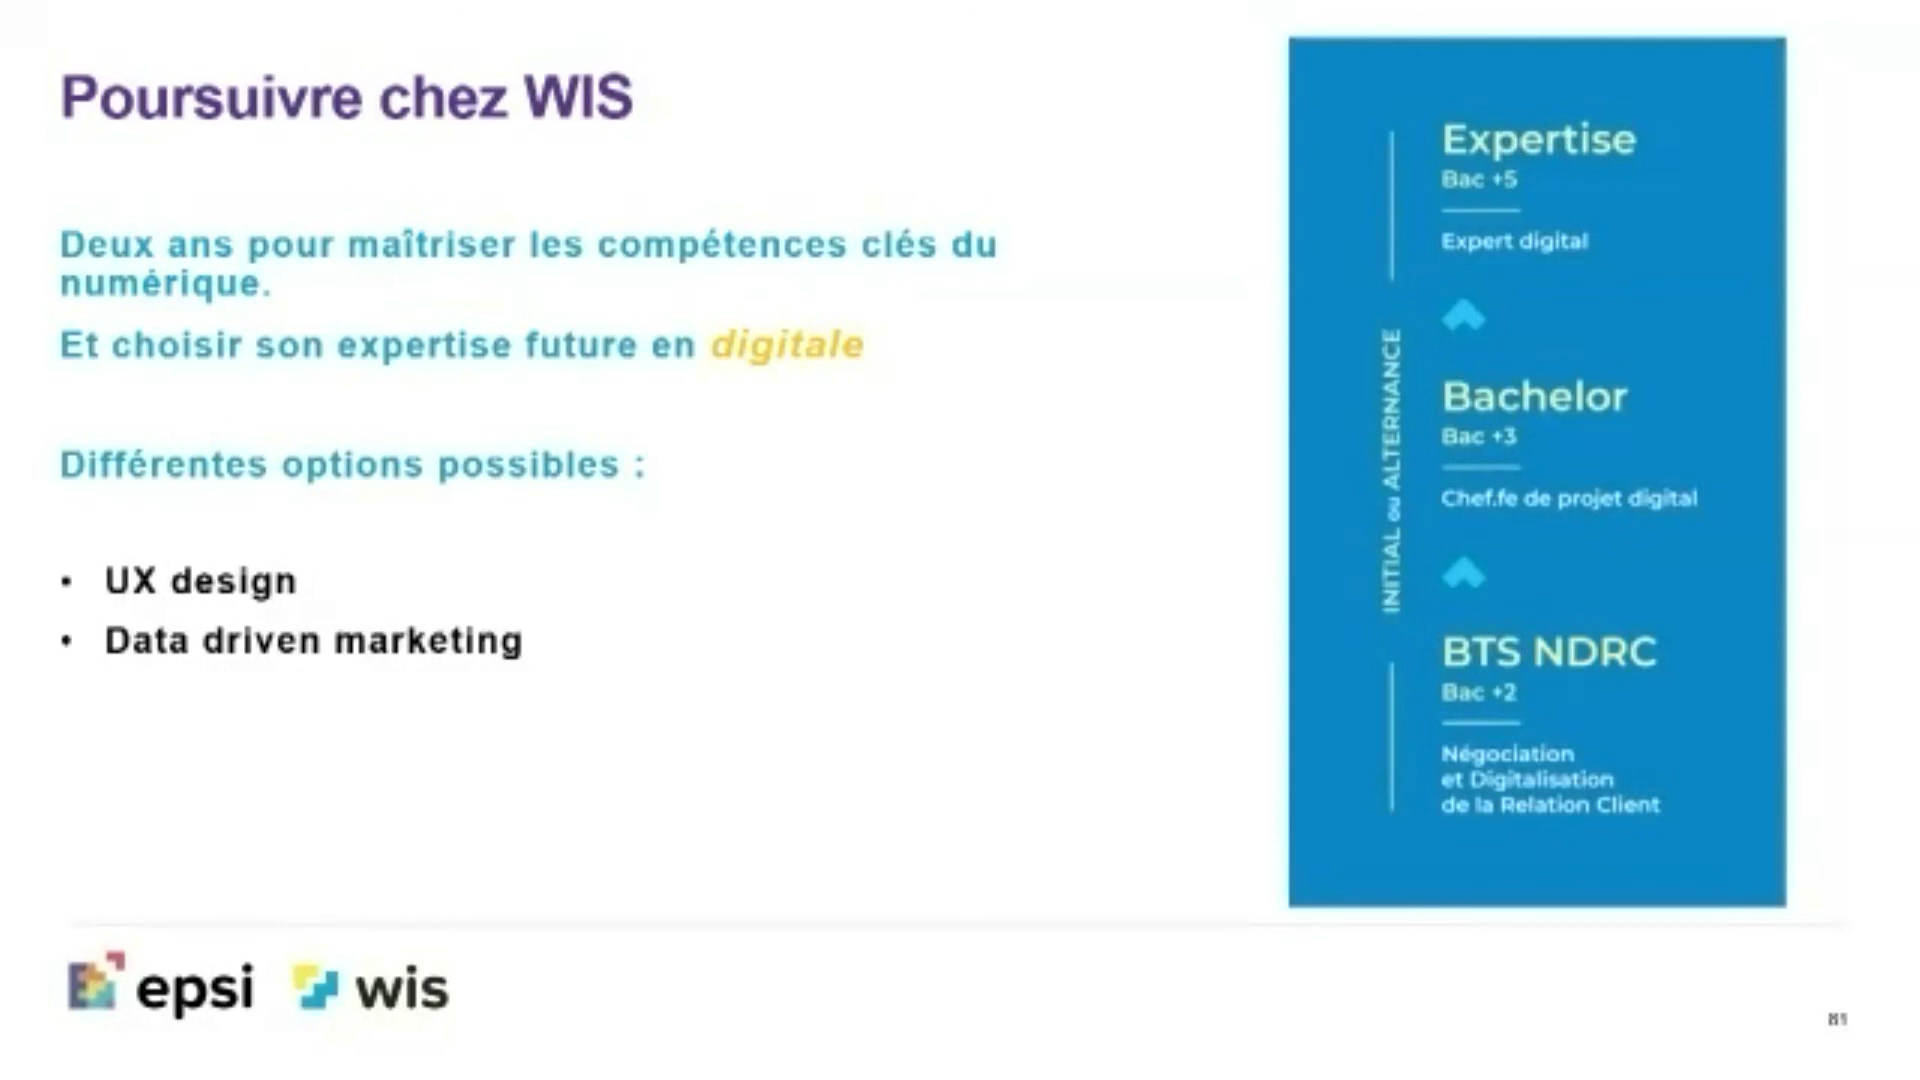 Poursuivre chez WIS
Deux ans pour maîtriser les compétences clés du
numérique.
Et choisir son expertise future en digitale
Différentes options possibles :
• UX design
• Data driven marketing
Expertise
Bac +5
Expert digital
INITIAL ou ALTERNANCE
Bachelor
Bac +3
Chef.fe de projet digital
BTS NDRC
Bac +2
Négociation
et Digitalisation
de la Relation Client
epsi
wis
81